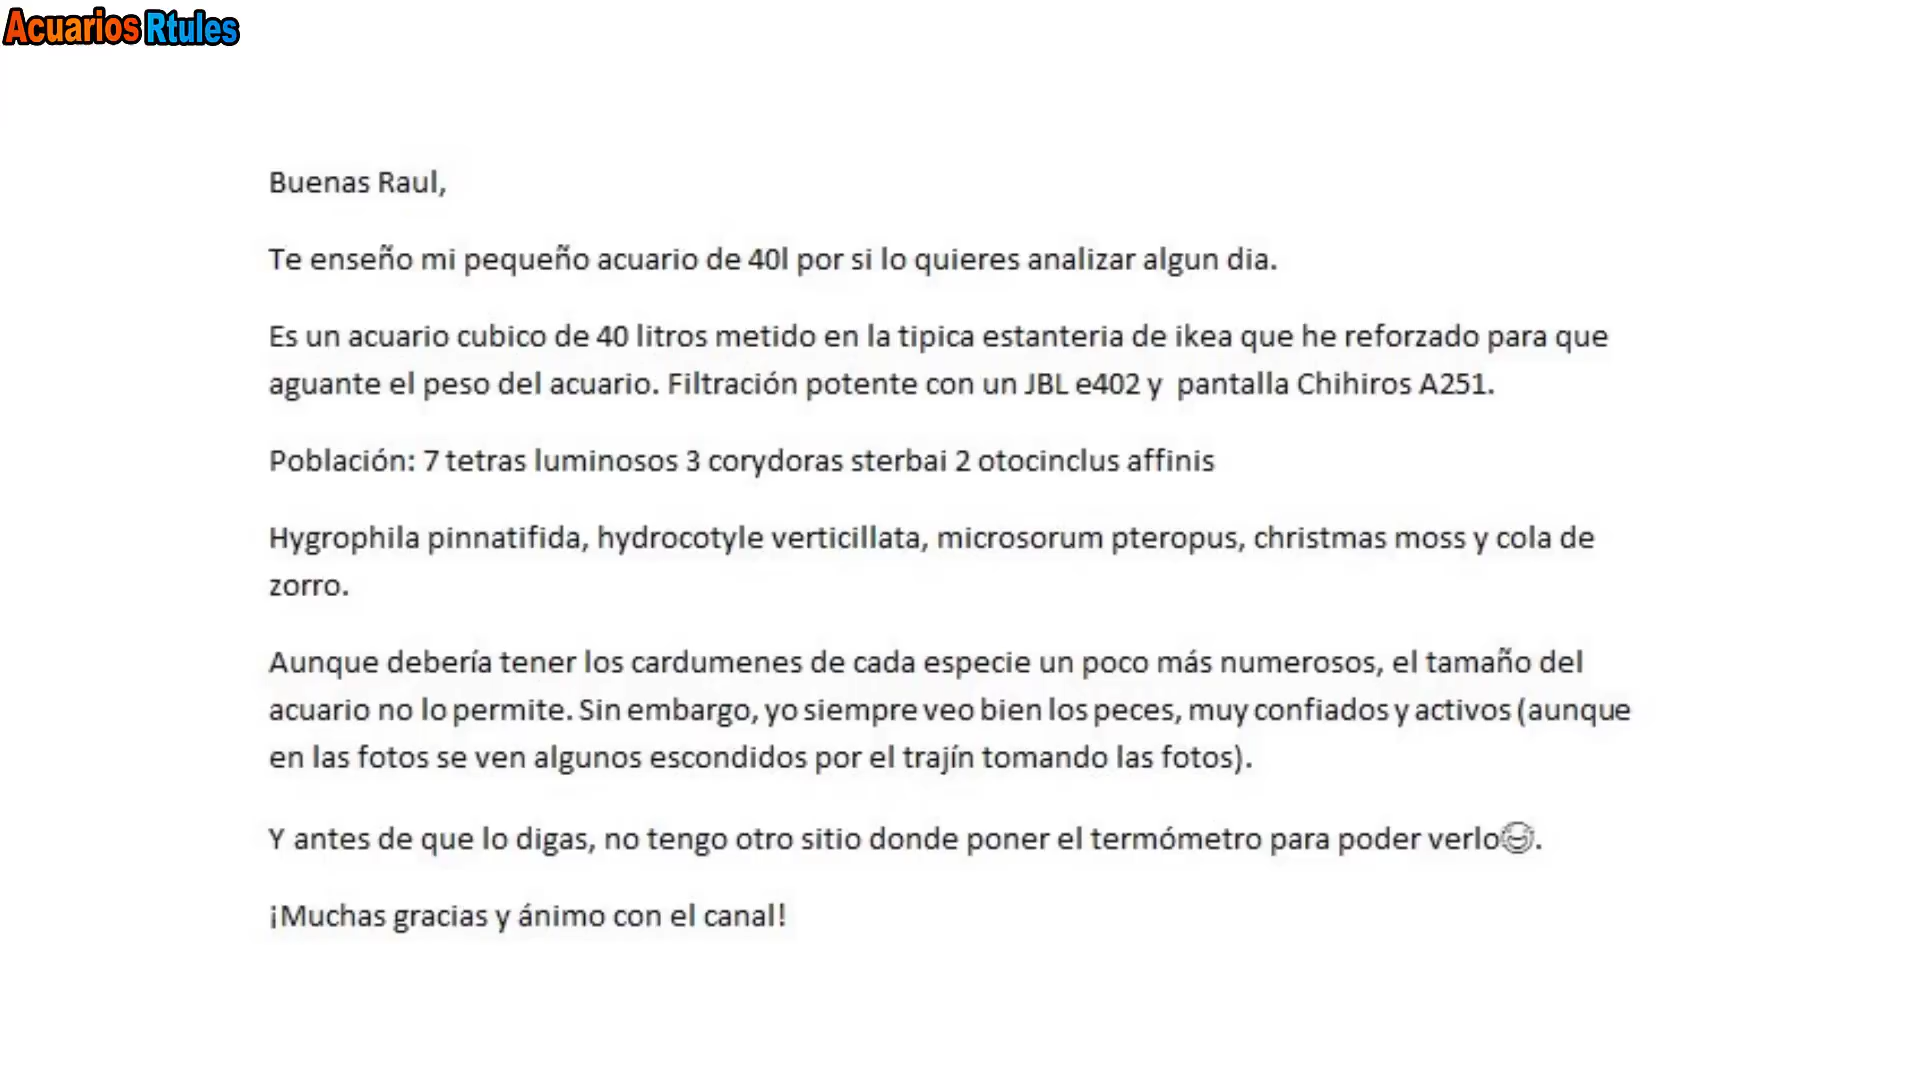 Acuarios Rtules
Buenas Raul,
Te enseño mi pequeño acuario de 40l por si lo quieres analizar algun dia.
Es un acuario cubico de 40 litros metido en la tipica estanteria de ikea que he reforzado para que
aguante el peso del acuario. Filtración potente con un JBL e402 y pantalla Chihiros A251.
Población: 7 tetras luminosos 3 corydoras sterbai 2 otocinclus affinis
Hygrophila pinnatifida, hydrocotyle verticillata, microsorum pteropus, christmas moss y cola de
zorro.
Aunque debería tener los cardumenes de cada especie un poco más numerosos, el tamaño del
acuario no lo permite. Sin embargo, yo siempre veo bien los peces, muy confiados y activos (aunque
en las fotos se ven algunos escondidos por el trajín tomando las fotos).
Y antes de que lo digas, no tengo otro sitio donde poner el termómetro para poder verlo😂.
¡Muchas gracias y ánimo con el canal!